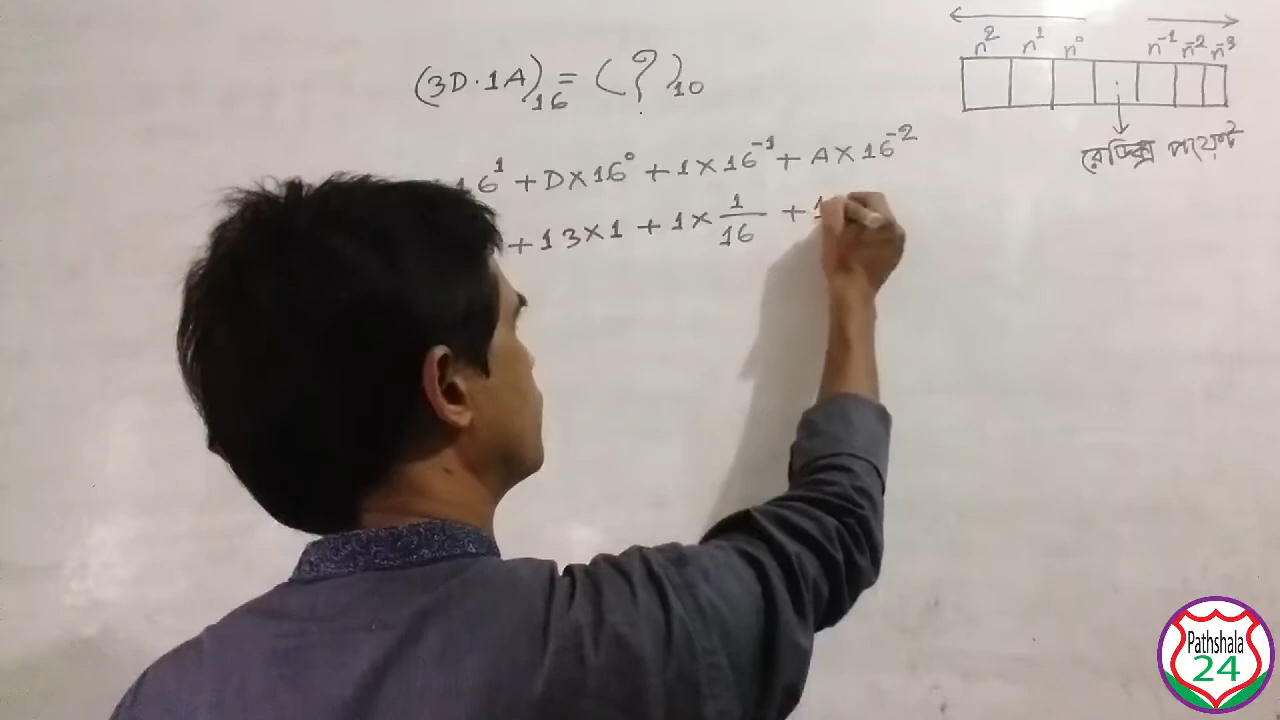 (3D.1A)₁₆ = (?)₁₀
n² n¹ n⁰ n⁻¹ n⁻² n⁻³
.
রেডিক্স পয়েন্ট
16¹ + D×16⁰ + 1×16⁻¹ + A×16⁻²
+ 13×1 + 1×1/16 + 1
Pathshala
24